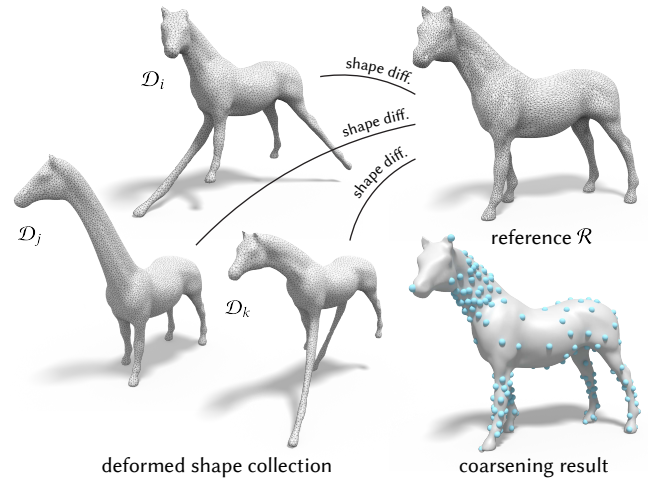 𝒟ᵢ
shape diff.
shape diff.
shape diff.
𝒟ⱼ
𝒟ₖ
reference ℛ
deformed shape collection
coarsening result